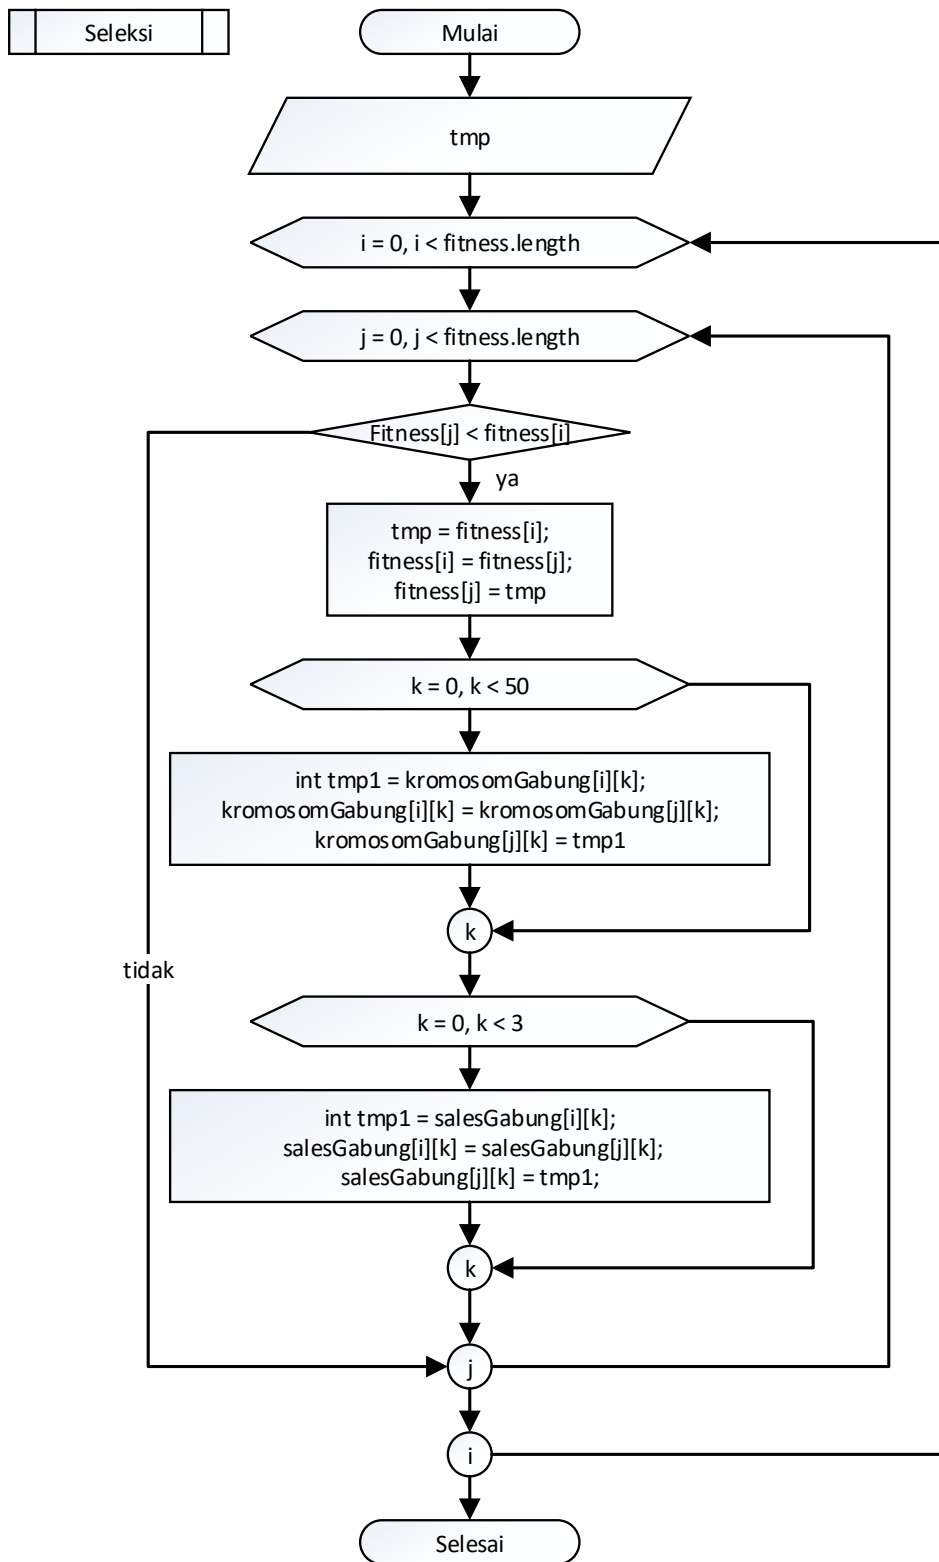 Seleksi
Mulai
tmp
i = 0, i < fitness.length
j = 0, j < fitness.length
Fitness[j] < fitness[i]
ya
tmp = fitness[i];
fitness[i] = fitness[j];
fitness[j] = tmp
k = 0, k < 50
int tmp1 = kromosomGabung[i][k];
kromosomGabung[i][k] = kromosomGabung[j][k];
kromosomGabung[j][k] = tmp1
k
tidak
k = 0, k < 3
int tmp1 = salesGabung[i][k];
salesGabung[i][k] = salesGabung[j][k];
salesGabung[j][k] = tmp1;
k
j
i
Selesai